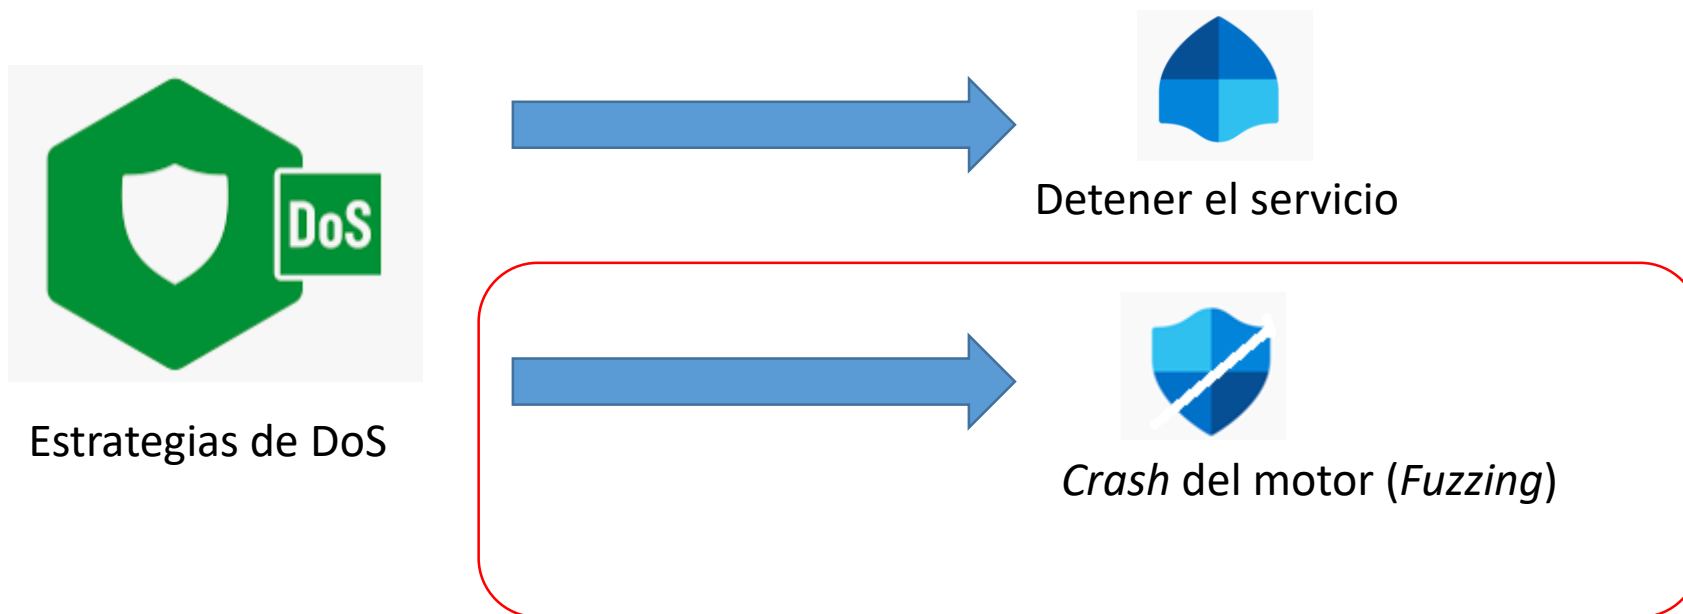 DoS
Estrategias de DoS
Detener el servicio
Crash del motor (Fuzzing)